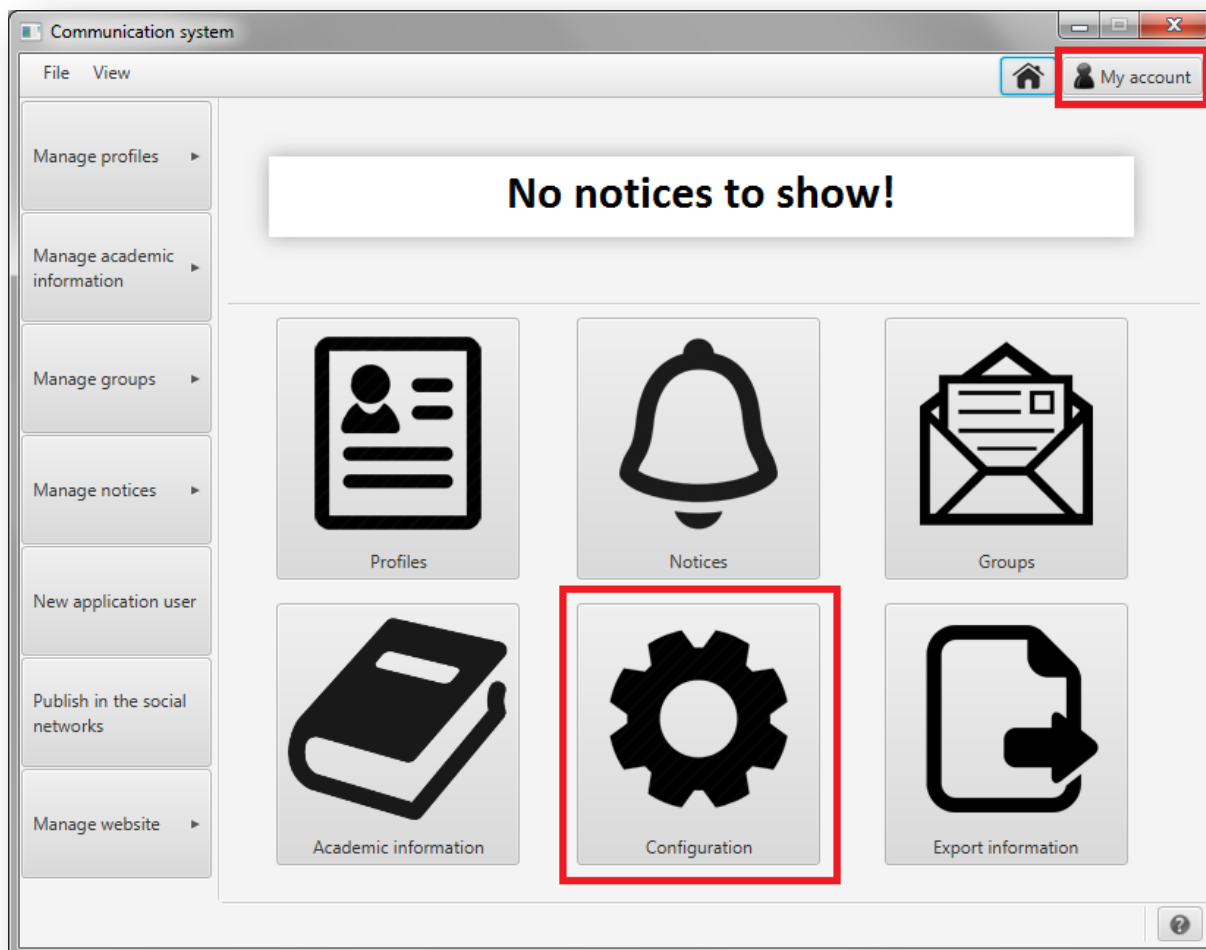 Communication system
File View
My account
Manage profiles
Manage academic
information
Manage groups
Manage notices
New application user
Publish in the social
networks
Manage website
No notices to show!
Profiles
Notices
Groups
Academic information
Configuration
Export information
?